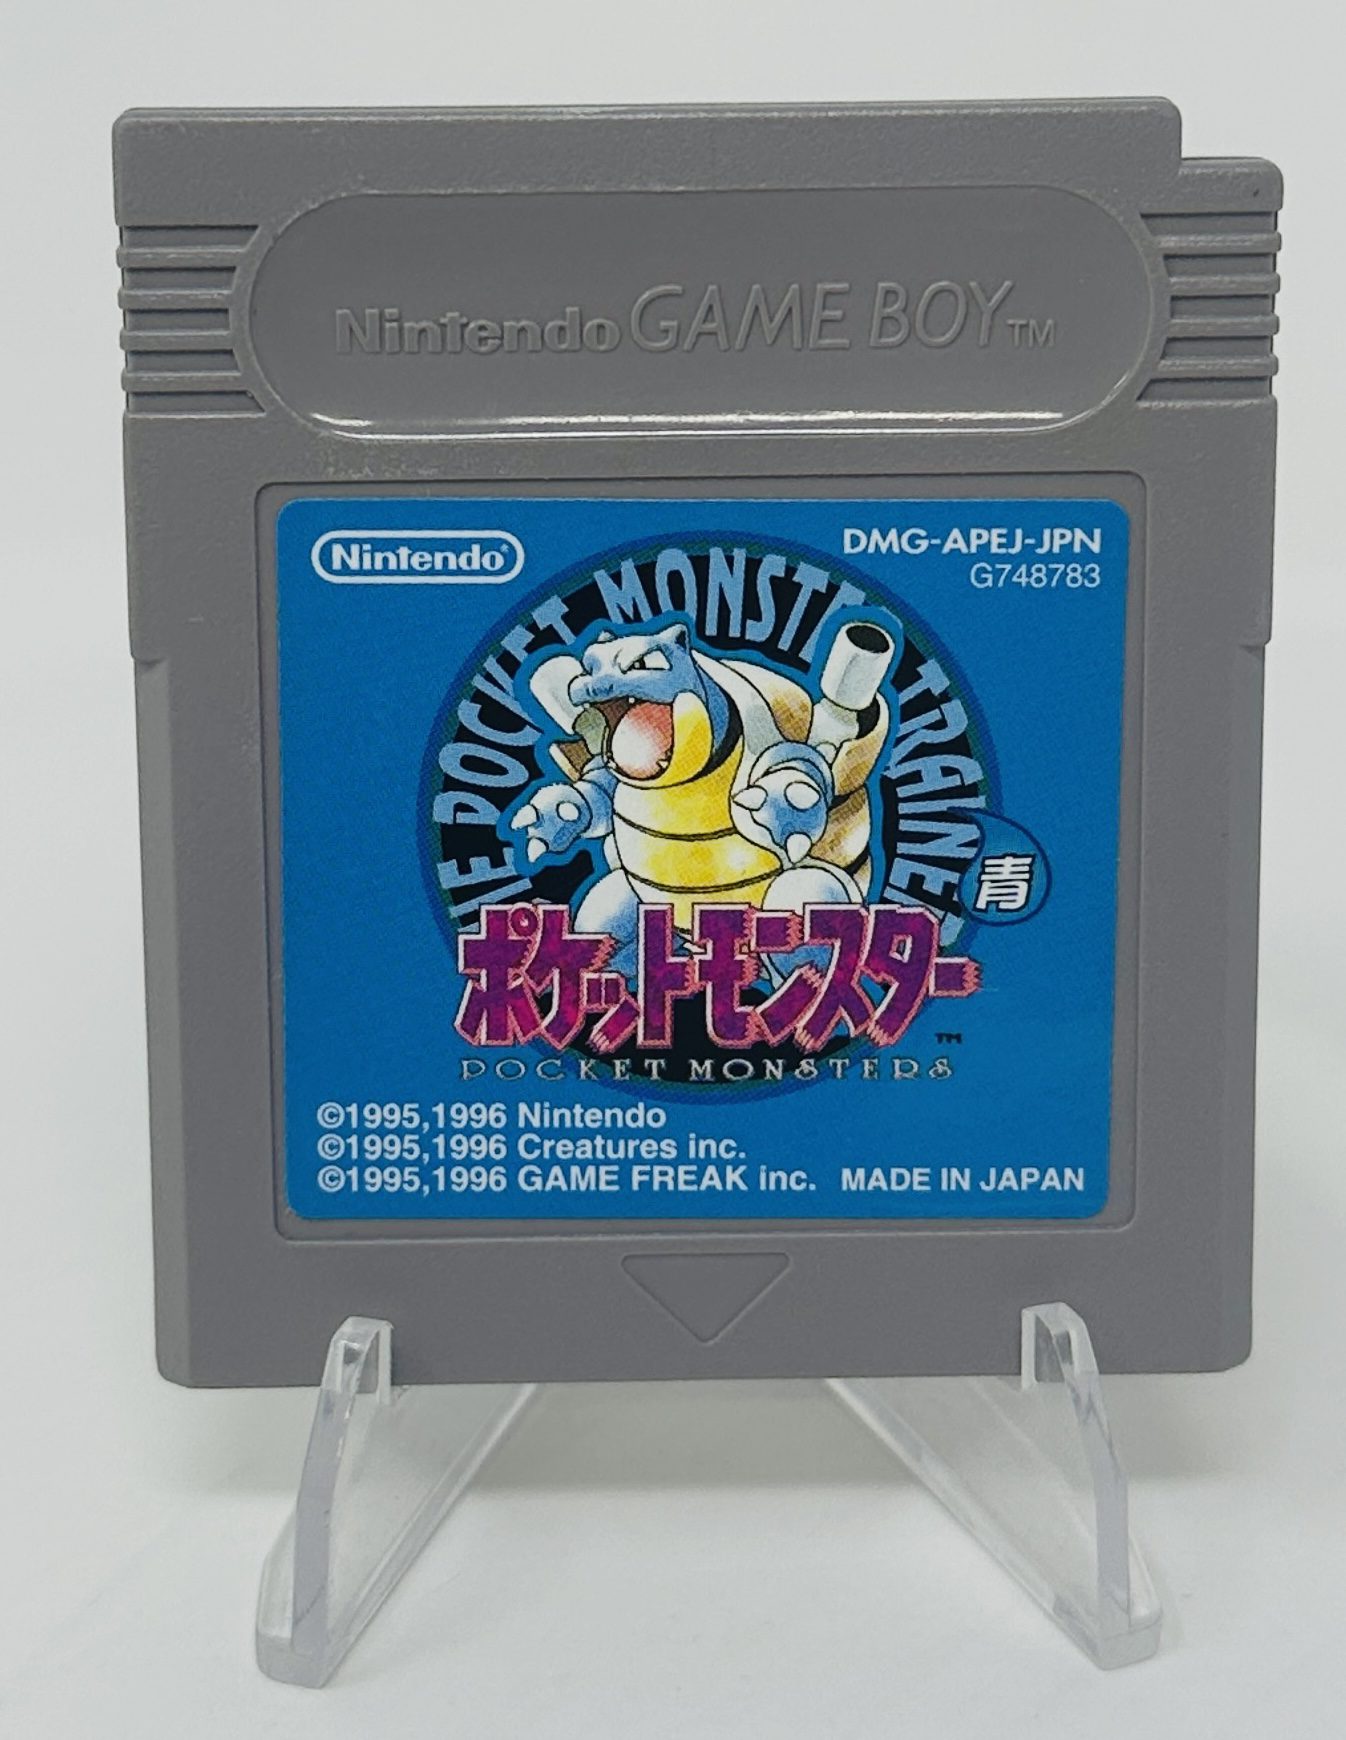 Nintendo GAME BOY™
Nintendo®
DMG-APEJ-JPN
G748783
THE POCKET MONSTER TRAINER
青
ポケットモンスター™
POCKET MONSTERS
©1995,1996 Nintendo
©1995,1996 Creatures inc.
©1995,1996 GAME FREAK inc. MADE IN JAPAN